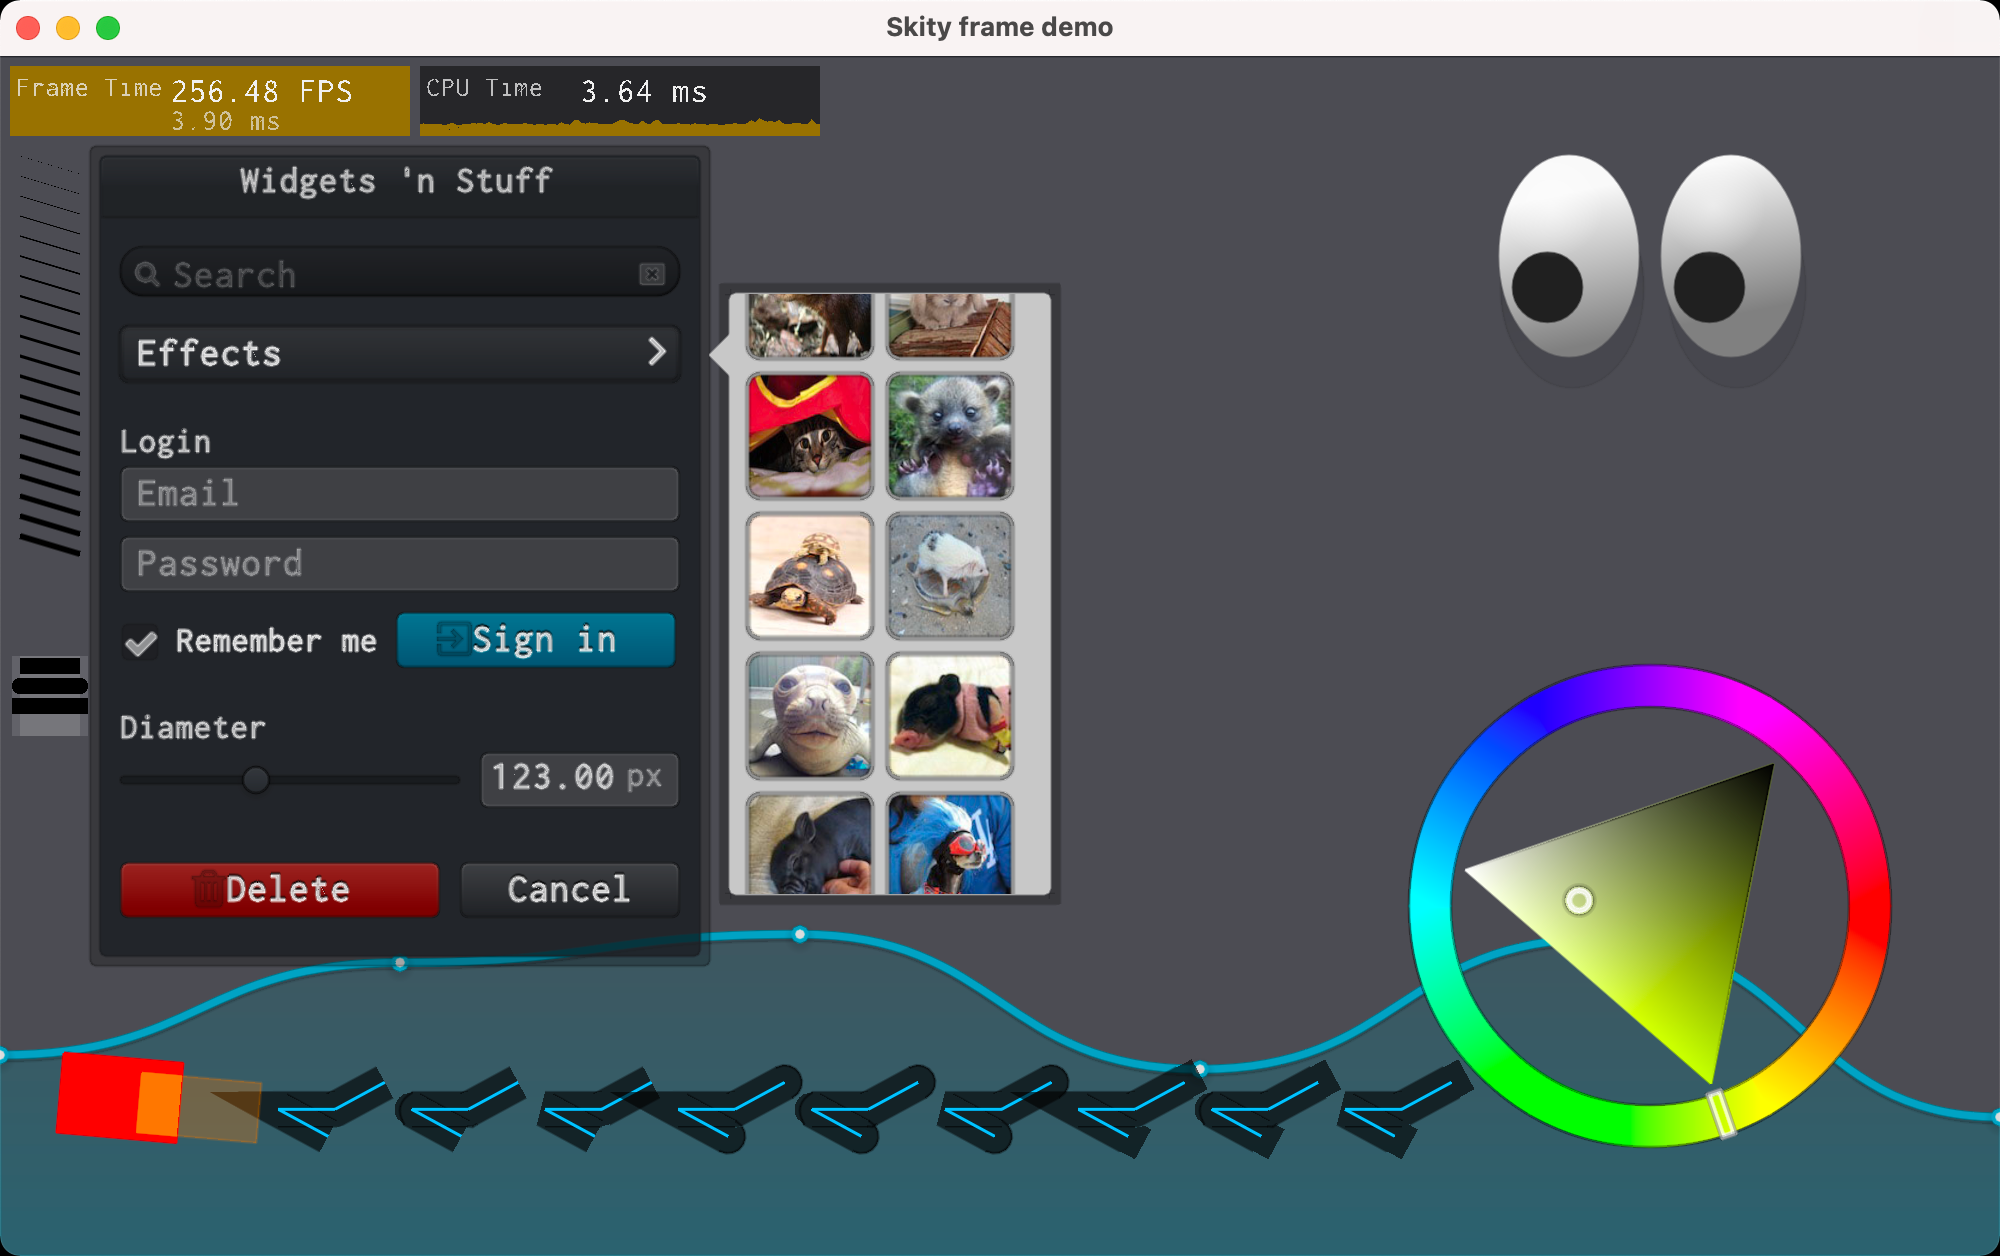 Skity frame demo
Frame Time 256.48 FPS
3.90 ms
CPU Time 3.64 ms
Widgets 'n Stuff
Search
Effects
Login
Email
Password
Remember me
Sign in
Diameter
123.00 px
Delete
Cancel